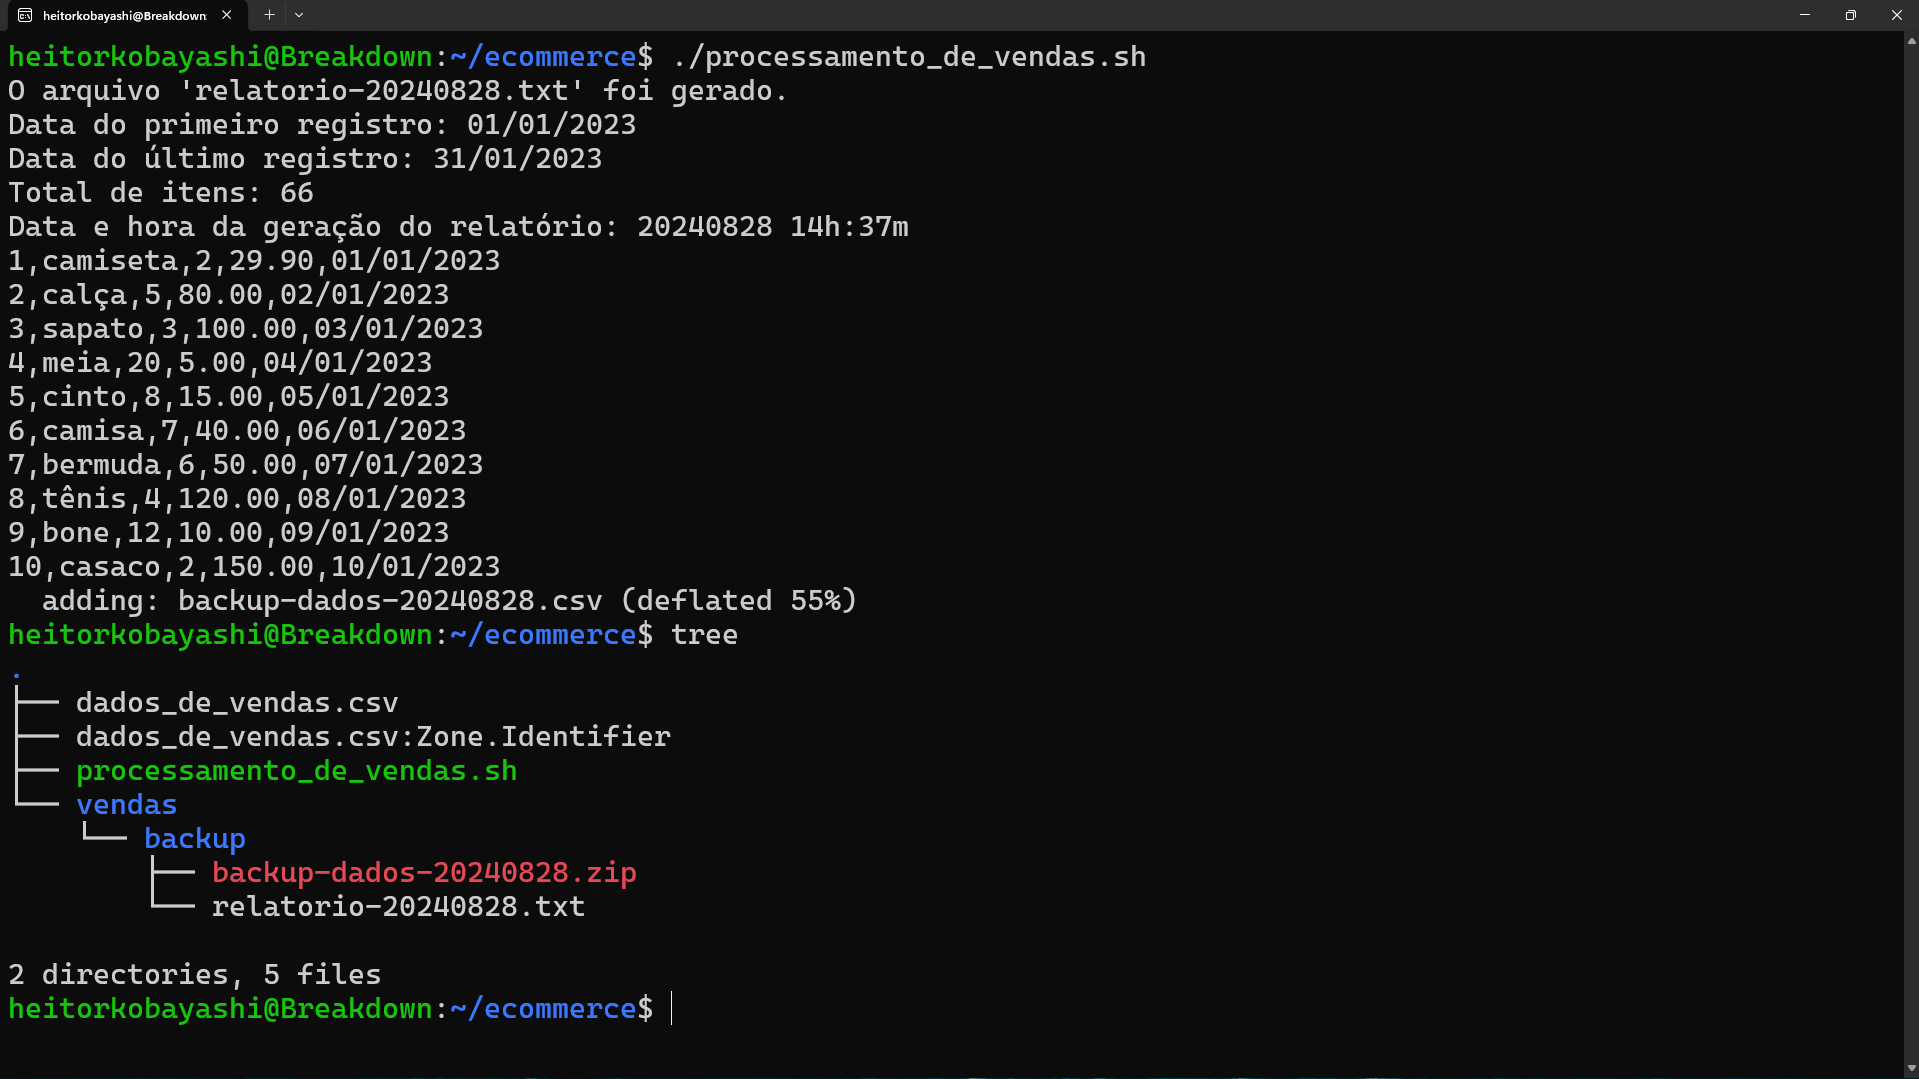 heitorkobayashi@Breakdown:
heitorkobayashi@Breakdown:~/ecommerce$ ./processamento_de_vendas.sh
O arquivo 'relatorio-20240828.txt' foi gerado.
Data do primeiro registro: 01/01/2023
Data do último registro: 31/01/2023
Total de itens: 66
Data e hora da geração do relatório: 20240828 14h:37m
1,camiseta,2,29.90,01/01/2023
2,calça,5,80.00,02/01/2023
3,sapato,3,100.00,03/01/2023
4,meia,20,5.00,04/01/2023
5,cinto,8,15.00,05/01/2023
6,camisa,7,40.00,06/01/2023
7,bermuda,6,50.00,07/01/2023
8,tênis,4,120.00,08/01/2023
9,bone,12,10.00,09/01/2023
10,casaco,2,150.00,10/01/2023
  adding: backup-dados-20240828.csv (deflated 55%)
heitorkobayashi@Breakdown:~/ecommerce$ tree
.
├── dados_de_vendas.csv
├── dados_de_vendas.csv:Zone.Identifier
├── processamento_de_vendas.sh
└── vendas
    └── backup
        ├── backup-dados-20240828.zip
        └── relatorio-20240828.txt
2 directories, 5 files
heitorkobayashi@Breakdown:~/ecommerce$